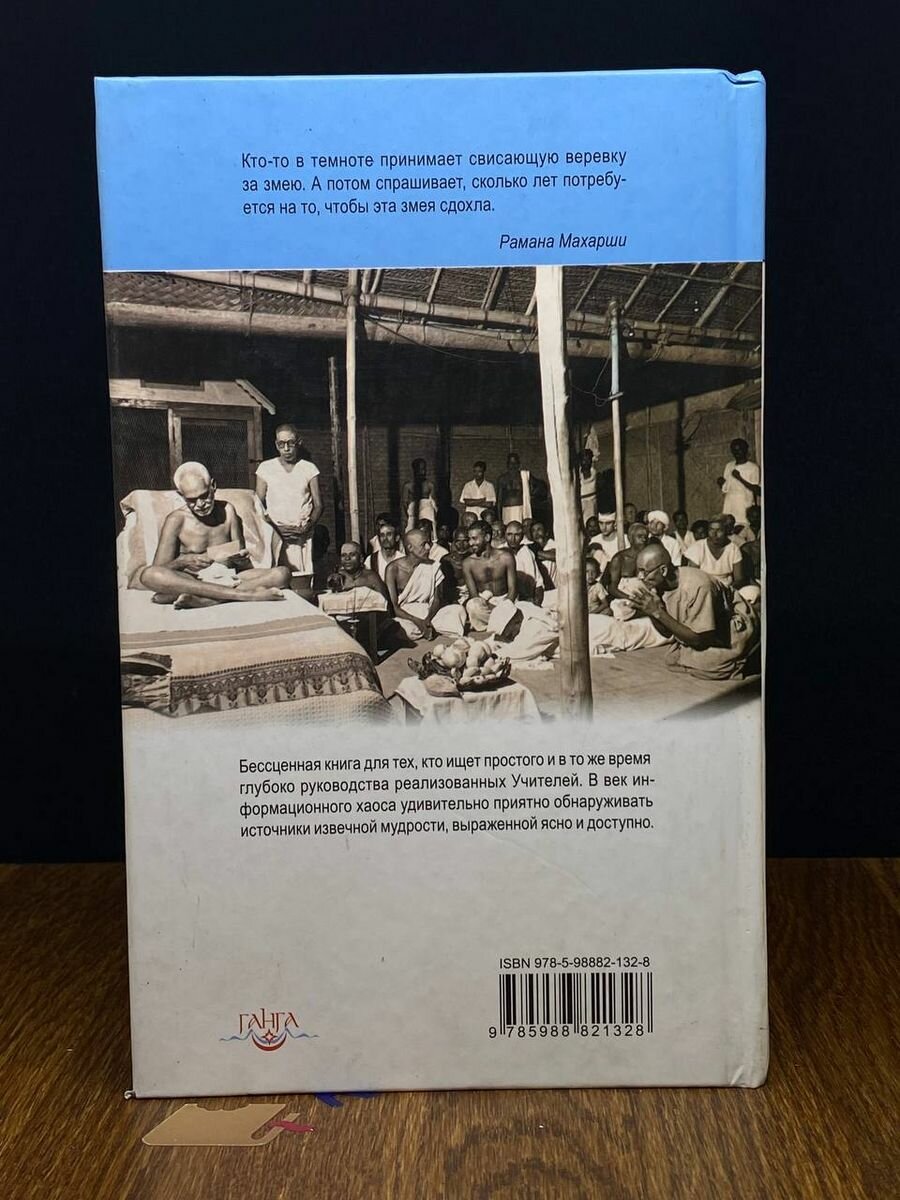 Кто-то в темноте принимает свисающую веревку
за змею. А потом спрашивает, сколько лет потребу-
ется на то, чтобы эта змея сдохла.
Рамана Махарши
Бессценная книга для тех, кто ищет простого и в то же время
глубоко руководства реализованных Учителей. В век ин-
формационного хаоса удивительно приятно обнаруживать
источники извечной мудрости, выраженной ясно и доступно.
ISBN 978-5-98882-132-8
ГАНГА
9 785988 821328